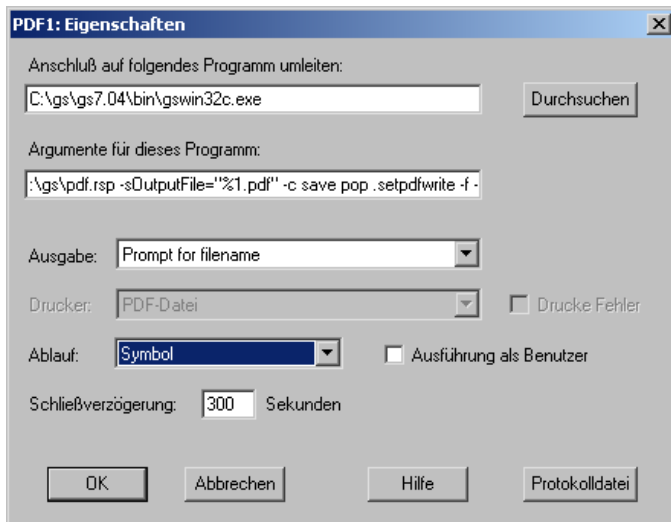 PDF1: Eigenschaften
Anschluß auf folgendes Programm umleiten:
C:\gs\gs7.04\bin\gswin32c.exe
Durchsuchen
Argumente für dieses Programm:
:\gs\pdf.rsp -sOutputFile="%1.pdf" -c save pop .setpdfwrite -f -
Ausgabe: Prompt for filename
Drucker: PDF-Datei Drucke Fehler
Ablauf: Symbol Ausführung als Benutzer
Schließverzögerung: 300 Sekunden
OK Abbrechen Hilfe Protokolldatei